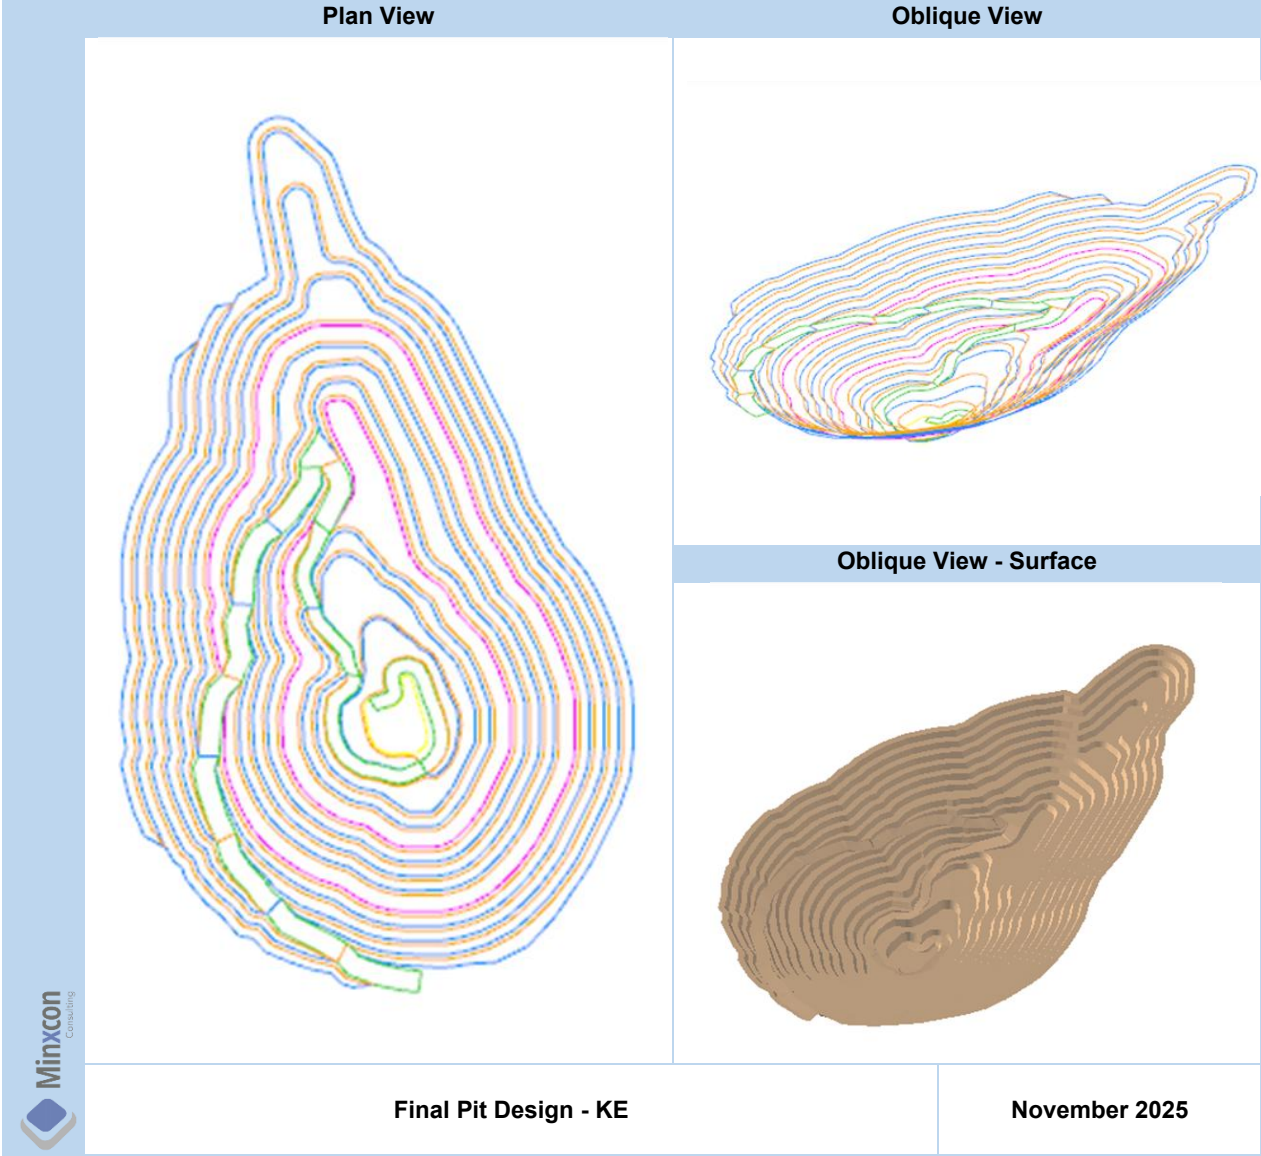 Plan View
Oblique View
Oblique View - Surface
Minxcon
Consulting
Final Pit Design - KE
November 2025